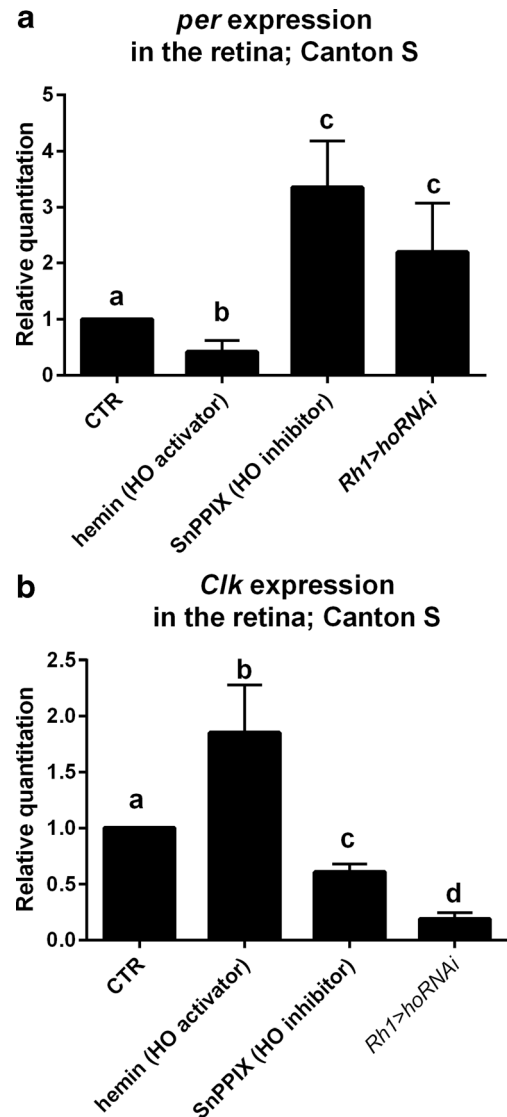 a
per expression
in the retina; Canton S
Relative quantitation
5
4
3
2
1
0
a
b
c
c
CTR
hemin (HO activator)
SnPPIX (HO inhibitor)
Rh1>hoRNAi
b
Clk expression
in the retina; Canton S
Relative quantitation
2.5
2.0
1.5
1.0
0.5
0.0
a
b
c
d
CTR
hemin (HO activator)
SnPPIX (HO inhibitor)
Rh1>hoRNAi